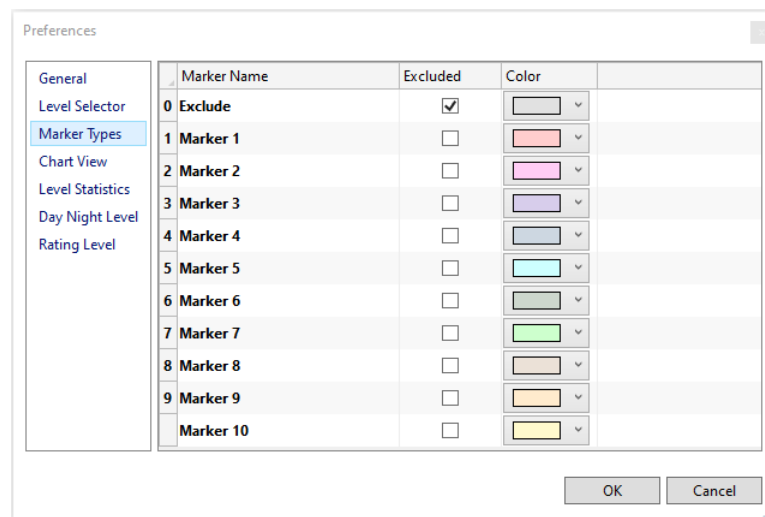 Preferences
General
Level Selector
Marker Types
Chart View
Level Statistics
Day Night Level
Rating Level
Marker Name Excluded Color
0 Exclude
1 Marker 1
2 Marker 2
3 Marker 3
4 Marker 4
5 Marker 5
6 Marker 6
7 Marker 7
8 Marker 8
9 Marker 9
Marker 10
OK Cancel